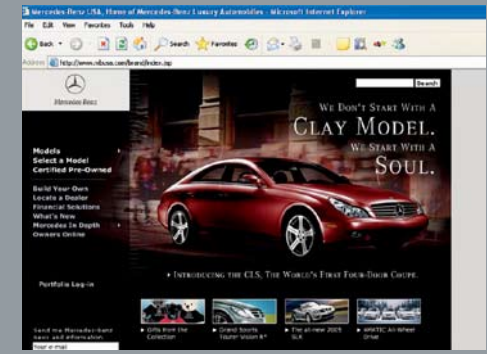 Mercedes-Benz USA, Home of Mercedes-Benz Luxury Automobiles - Microsoft Internet Explorer
File Edit View Favorites Tools Help
Back Search Favorites
Address http://www.mbusa.com/brand/index.jsp
Mercedes-Benz
Search
WE DON'T START WITH A
CLAY MODEL.
WE START WITH A
SOUL.
Models
Select a Model
Certified Pre-Owned
Build Your Own
Locate a Dealer
Financial Solutions
What's New
Mercedes In Depth
Owners Online
INTRODUCING THE CLS, THE WORLD'S FIRST FOUR-DOOR COUPE.
Portfolio Log-in
Send me Mercedes-Benz
news and information
Your e-mail
Gifts from the
Collection
Grand Sports
Tourer Vision R
The all-new 2005
SLK
4MATIC All-Wheel
Drive